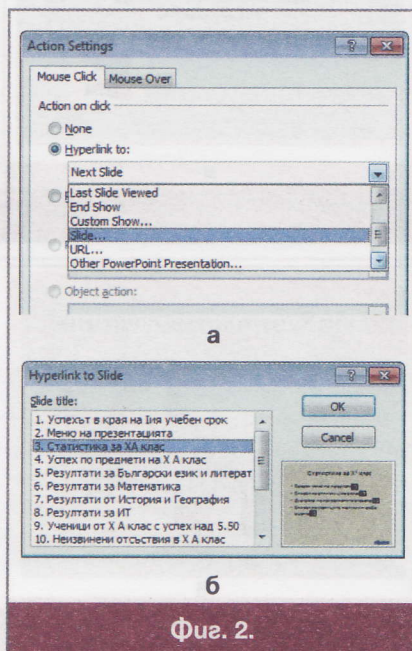 Action Settings
Mouse Click Mouse Over
Action on click
None
Hyperlink to:
Next Slide
Last Slide Viewed
End Show
Custom Show...
Slide...
URL...
Other PowerPoint Presentation...
Object action:
а
Hyperlink to Slide
Slide title:
1. Успехът в края на Iия учебен срок
2. Меню на презентацията
3. Статистика за XA клас
4. Успех по предмети на X A клас
5. Резултати за Български език и литерат
6. Резултати за Математика
7. Резултати от История и География
8. Резултати за ИТ
9. Ученици от X A клас с успех над 5.50
10. Неизвинени отсъствия в X A клас
OK
Cancel
Статистика за XA клас
б
Фиг. 2.